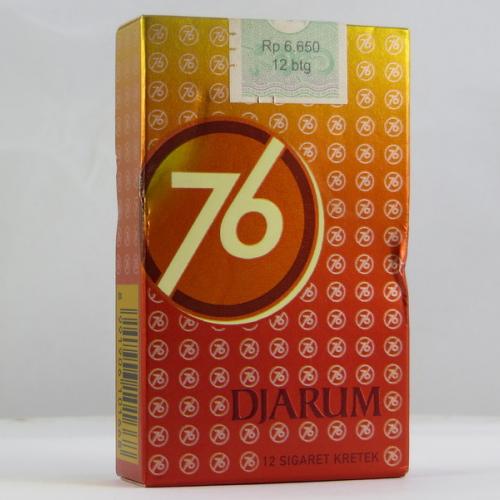 Rp 6.650
12 btg
76
DJARUM
12 SIGARET KRETEK